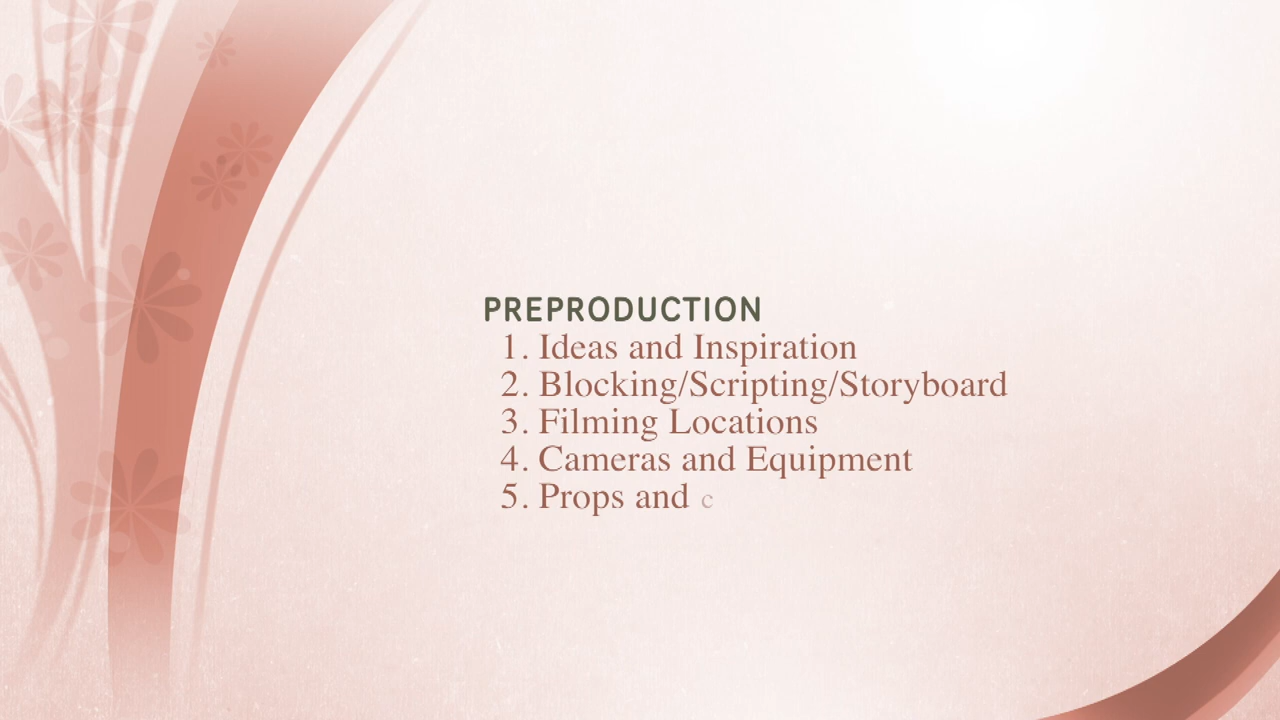 PREPRODUCTION
1. Ideas and Inspiration
2. Blocking/Scripting/Storyboard
3. Filming Locations
4. Cameras and Equipment
5. Props and c